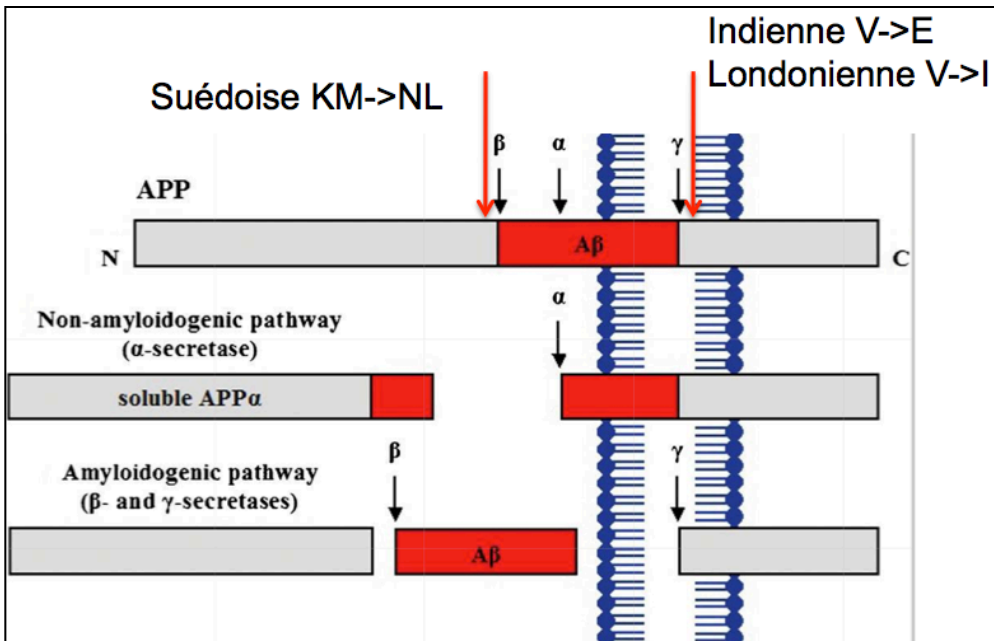 Indienne V->E
Londonienne V->I
Suédoise KM->NL
β α γ
APP
N Aβ C
α
Non-amyloidogenic pathway
(α-secretase)
soluble APPα
β γ
Amyloidogenic pathway
(β- and γ-secretases)
Aβ